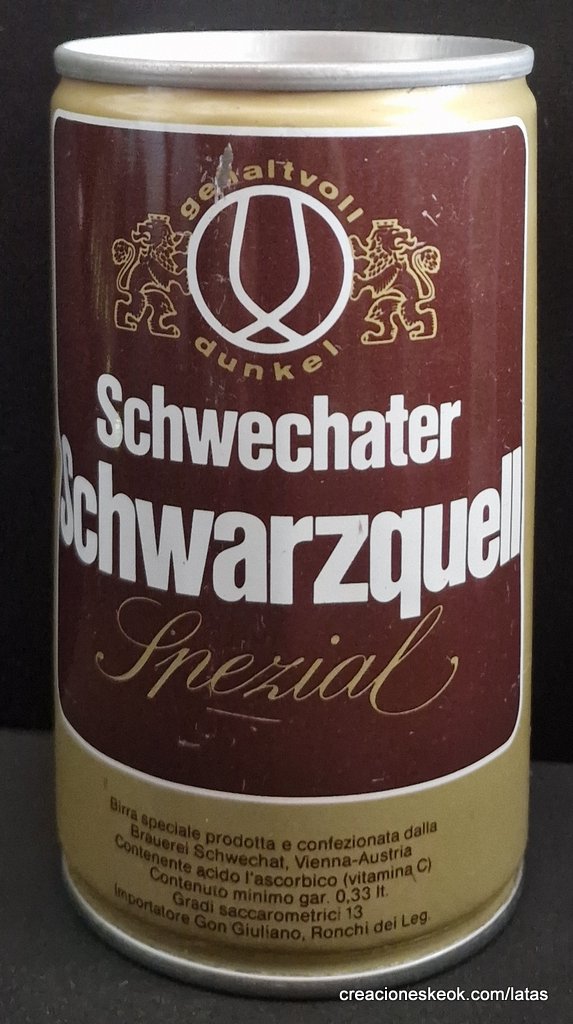 gehaltvoll
dunkel
Schwechater
Schwarzquell
Spezial
Birra speciale prodotta e confezionata dalla
Brauerei Schwechat, Vienna-Austria
Contenente acido l'ascorbico (vitamina C)
Contenuto minimo gar. 0,33 lt.
Gradi saccarometrici 13
Importatore Gon Giuliano, Ronchi dei Leg.
creacioneskeok.com/latas